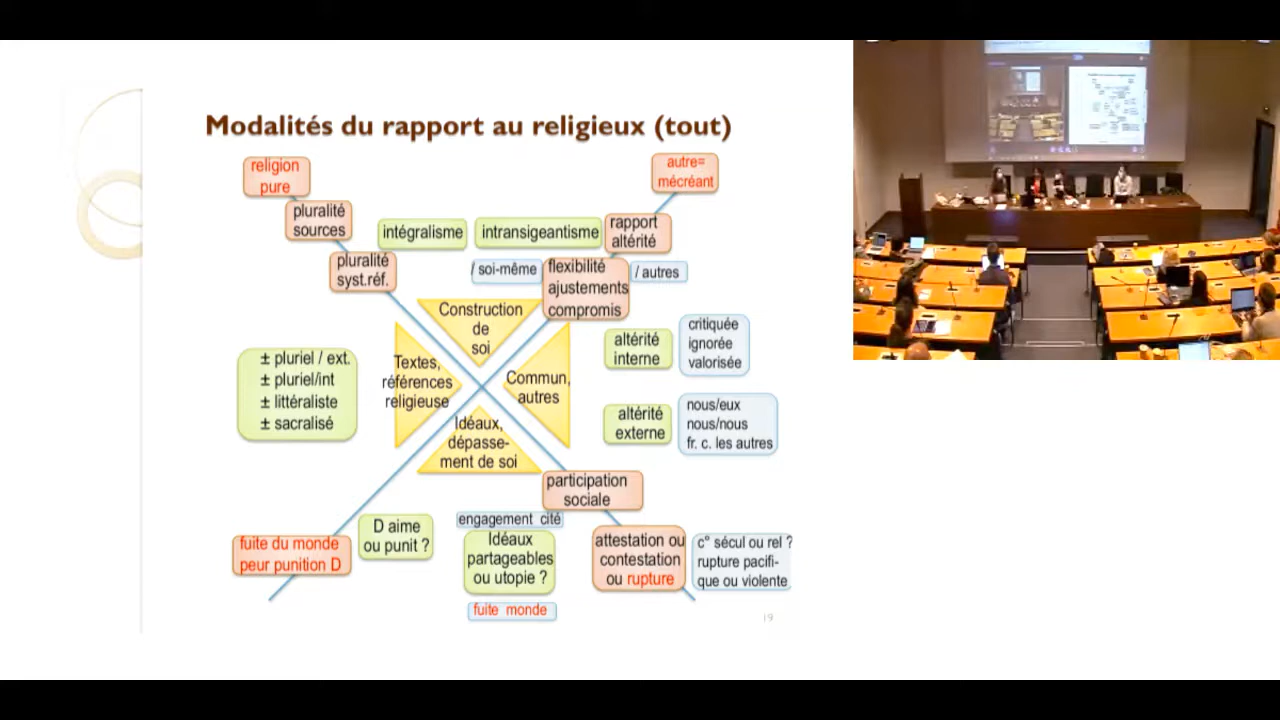 Modalités du rapport au religieux (tout)
religion
pure
autre=
mécréant
pluralité
sources
intégralisme
intransigeantisme
rapport
altérité
pluralité
syst.réf.
/ soi-même
flexibilité
ajustements
compromis
/ autres
Construction
de
soi
altérité
interne
critiquée
ignorée
valorisée
± pluriel / ext.
± pluriel/int
± littéraliste
± sacralisé
Textes,
références
religieuse
Commun,
autres
Idéaux,
dépasse-
ment de soi
altérité
externe
nous/eux
nous/nous
fr. c. les autres
participation
sociale
fuite du monde
peur punition D
D aime
ou punit ?
engagement cité
Idéaux
partageables
ou utopie ?
fuite monde
attestation ou
contestation
ou rupture
c° sécul ou rel ?
rupture pacifi-
que ou violente
19